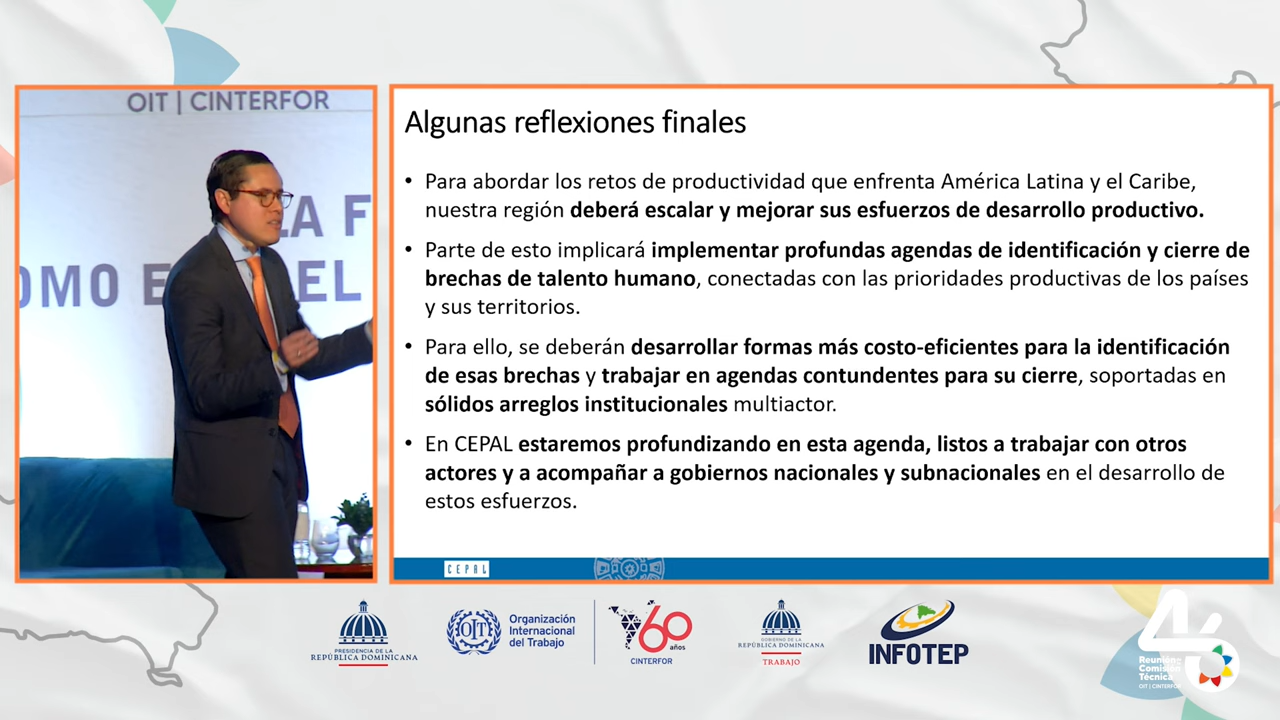 OIT | CINTERFOR
LA F
OMO E
EL
Algunas reflexiones finales
• Para abordar los retos de productividad que enfrenta América Latina y el Caribe,
nuestra región deberá escalar y mejorar sus esfuerzos de desarrollo productivo.
• Parte de esto implicará implementar profundas agendas de identificación y cierre de
brechas de talento humano, conectadas con las prioridades productivas de los países
y sus territorios.
• Para ello, se deberán desarrollar formas más costo-eficientes para la identificación
de esas brechas y trabajar en agendas contundentes para su cierre, soportadas en
sólidos arreglos institucionales multiactor.
• En CEPAL estaremos profundizando en esta agenda, listos a trabajar con otros
actores y a acompañar a gobiernos nacionales y subnacionales en el desarrollo de
estos esfuerzos.
CEPAL
PRESIDENCIA DE LA
REPÚBLICA DOMINICANA
OIT
Organización
Internacional
del Trabajo
60
años
CINTERFOR
GOBIERNO DE LA
REPÚBLICA DOMINICANA
TRABAJO
INFOTEP
46
Reunión
Comisión
Técnica
OIT | CINTERFOR